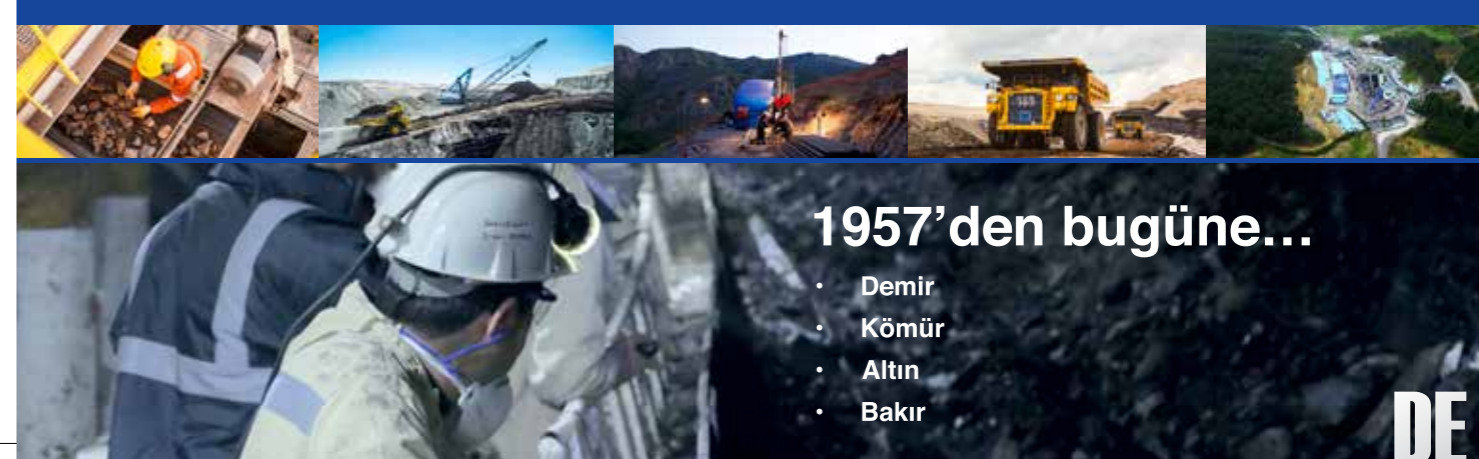 1957’den bugüne…
• Demir
• Kömür
• Altın
• Bakır
DE